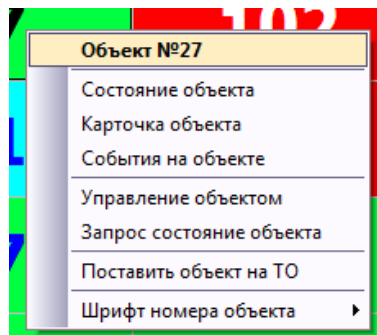 102
Объект №27
Состояние объекта
Карточка объекта
События на объекте
Управление объектом
Запрос состояние объекта
Поставить объект на ТО
Шрифт номера объекта